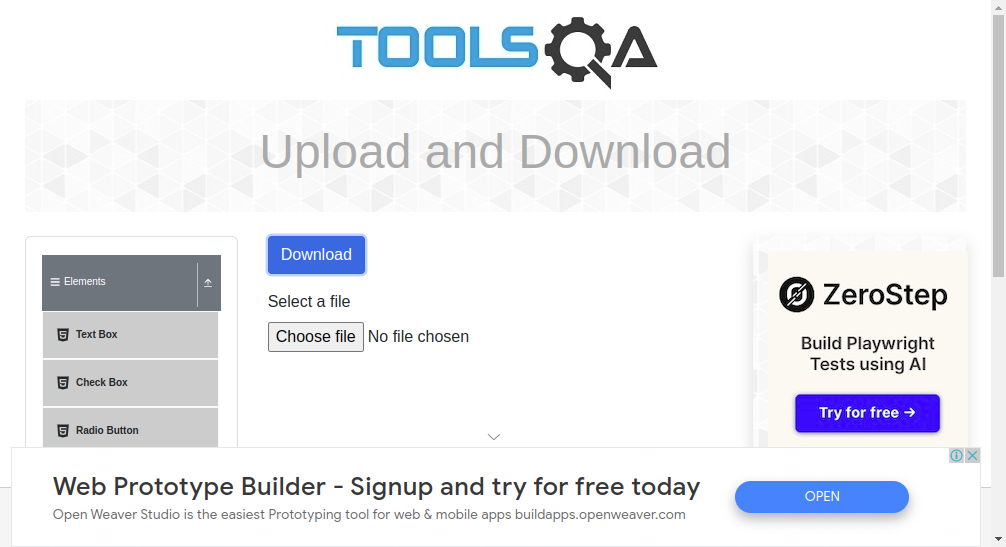 TOOLSQA
Upload and Download
Elements
Text Box
Check Box
Radio Button
Download
Select a file
Choose file No file chosen
ZeroStep
Build Playwright
Tests using AI
Try for free →
Web Prototype Builder - Signup and try for free today
Open Weaver Studio is the easiest Prototyping tool for web & mobile apps buildapps.openweaver.com
OPEN